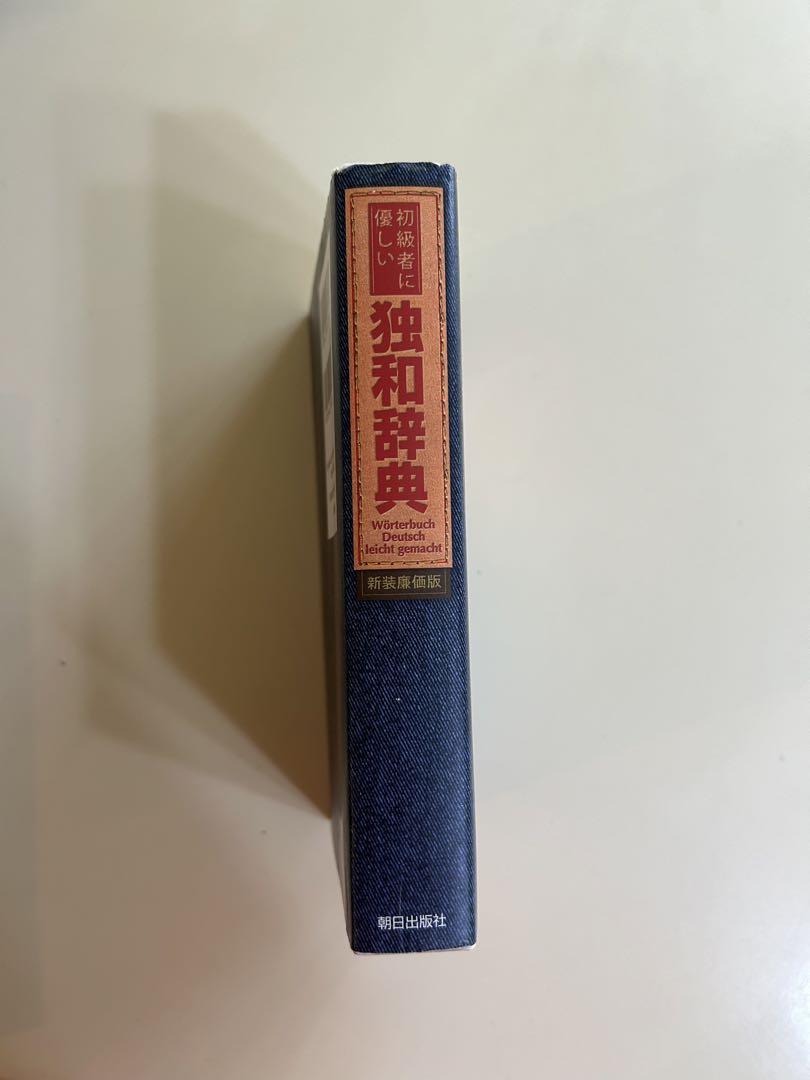 初級者に
優しい
独和辞典
Wörterbuch
Deutsch
leicht gemacht
新装廉価版
朝日出版社